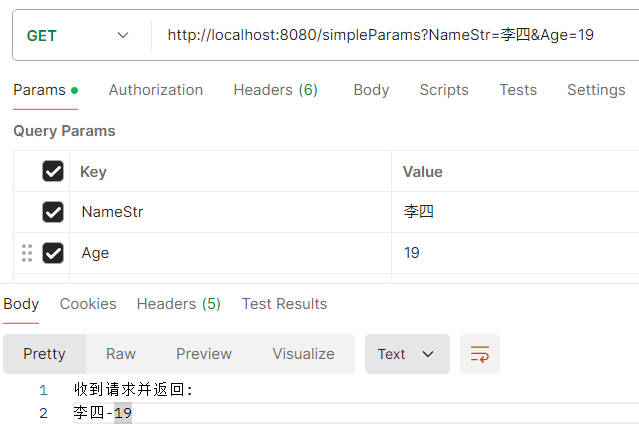 GET http://localhost:8080/simpleParams?NameStr=李四&Age=19
Params Authorization Headers (6) Body Scripts Tests Settings
Query Params
Key Value
NameStr 李四
Age 19
Body Cookies Headers (5) Test Results
Pretty Raw Preview Visualize Text
1 收到请求并返回:
2 李四-19